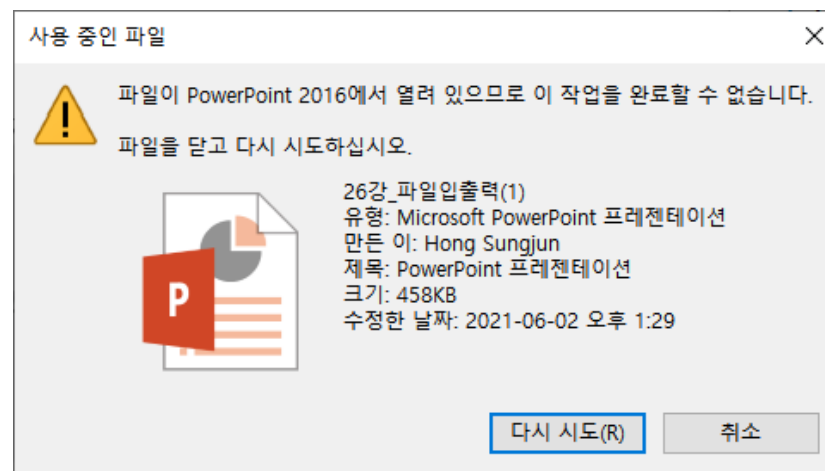 사용 중인 파일
파일이 PowerPoint 2016에서 열려 있으므로 이 작업을 완료할 수 없습니다.
파일을 닫고 다시 시도하십시오.
26강_파일입출력(1)
유형: Microsoft PowerPoint 프레젠테이션
만든 이: Hong Sungjun
제목: PowerPoint 프레젠테이션
크기: 458KB
수정한 날짜: 2021-06-02 오후 1:29
P
다시 시도(R)
취소